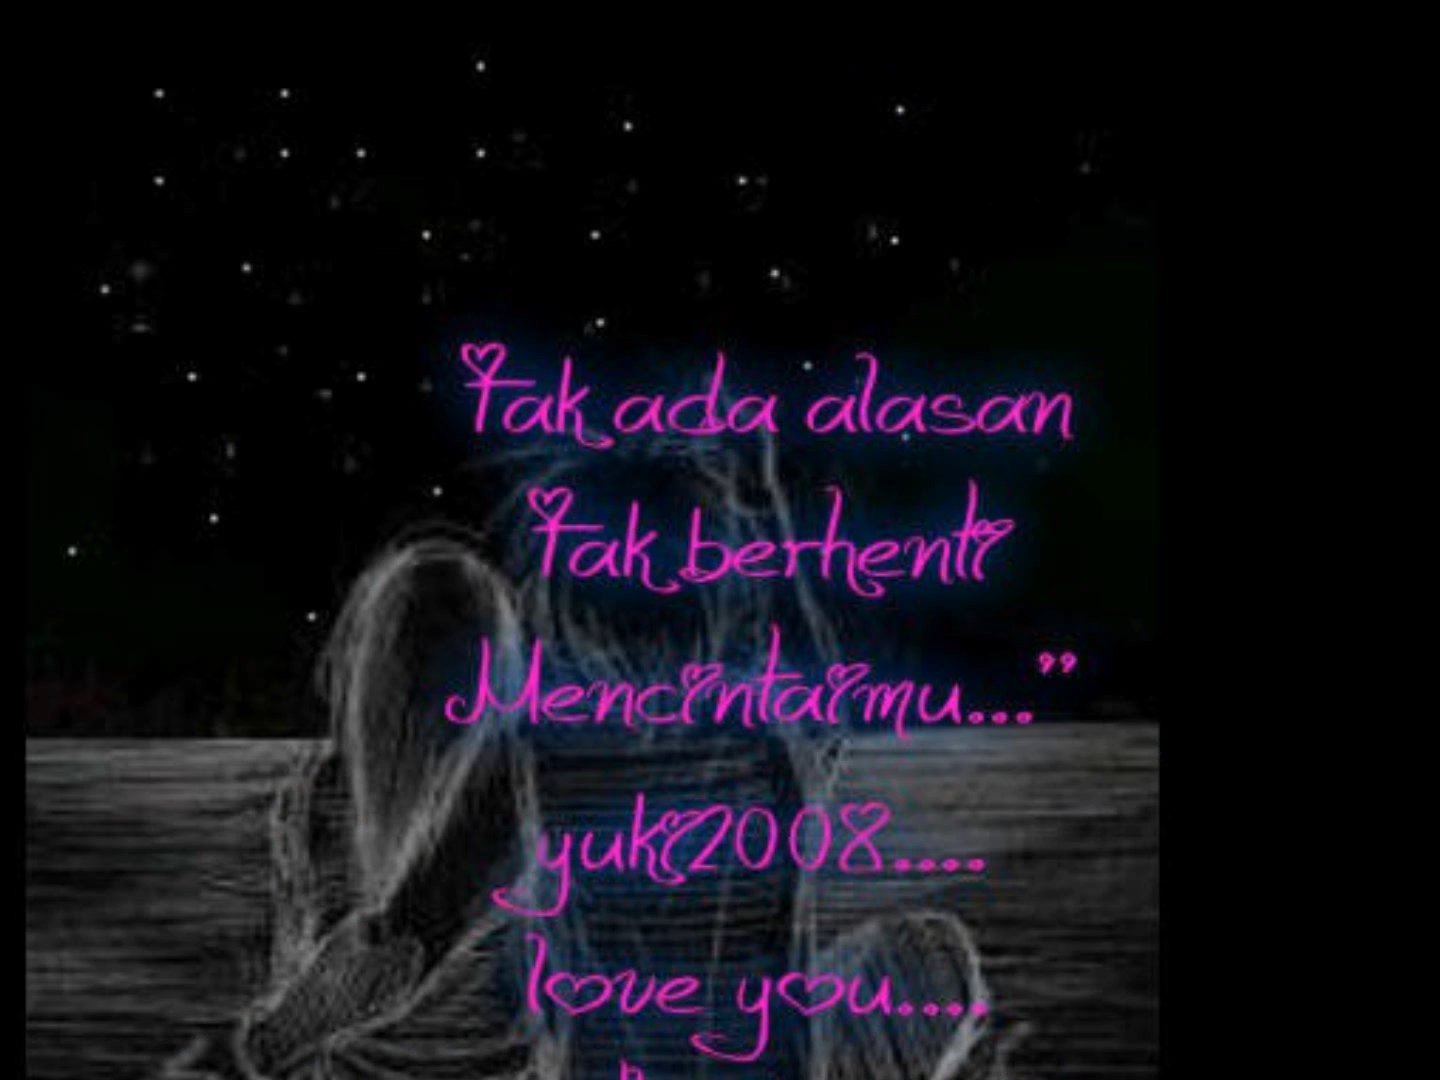 Tak ada alasan
Tak berhenti
Mencintaimu..."
yuki2008....
love you....